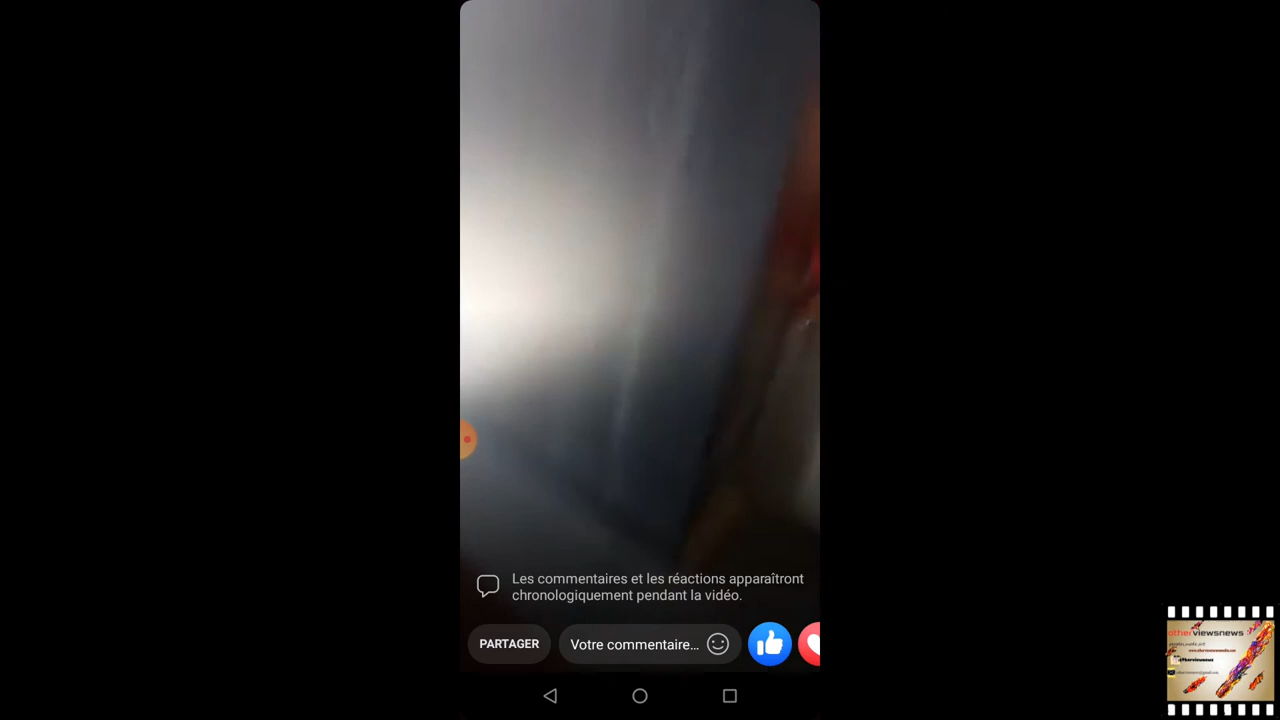 Les commentaires et les réactions apparaîtront
chronologiquement pendant la vidéo.
PARTAGER
Votre commentaire...
otherviewsnews